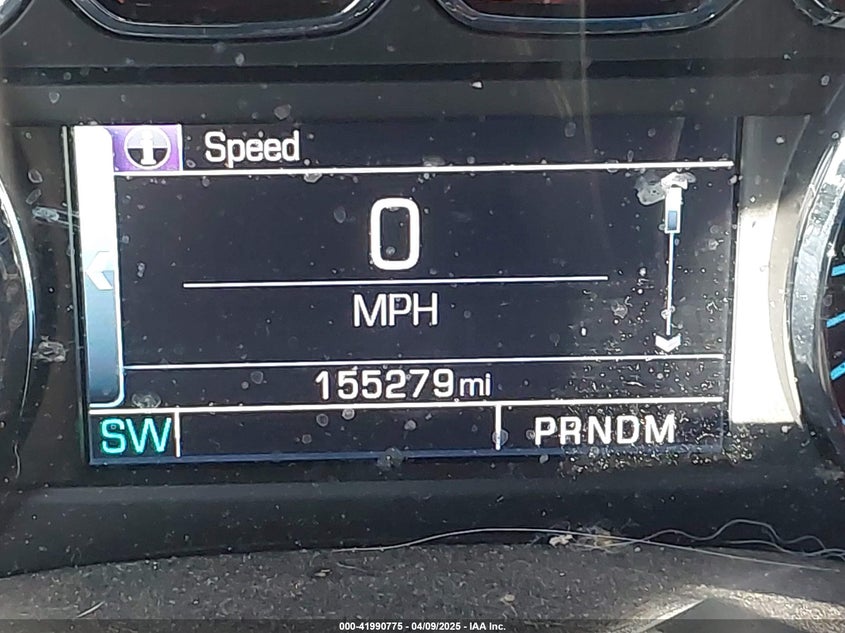 i Speed
0
MPH
155279mi
SW PRNDM
000-41990775 - 04/09/2025 - IAA Inc.